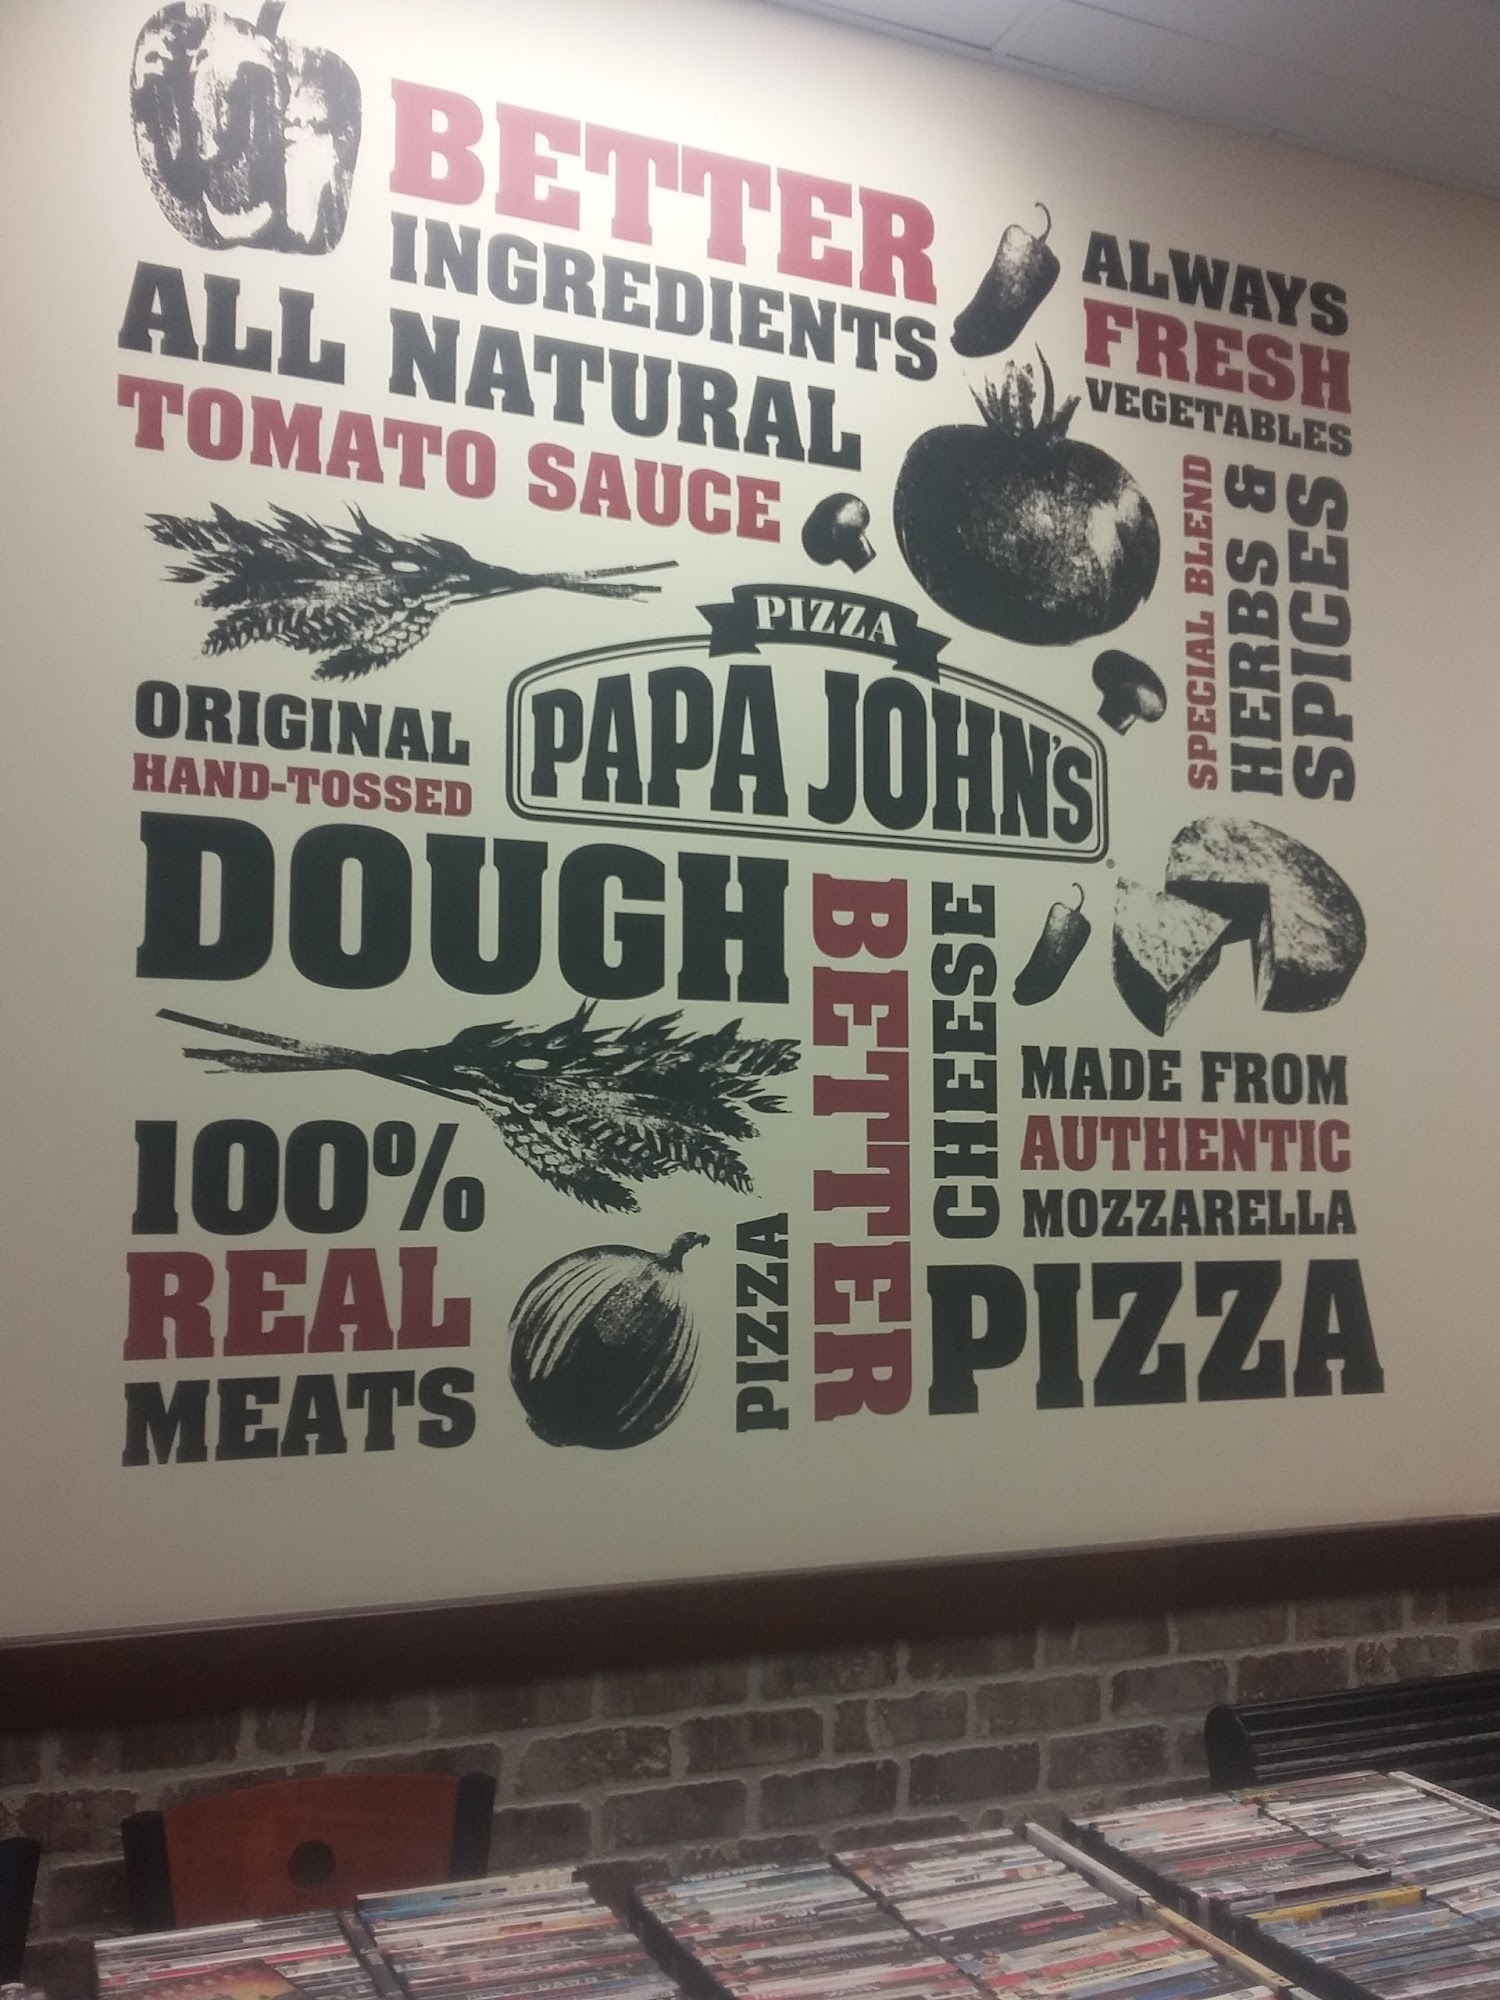 BETTER
INGREDIENTS
ALL NATURAL
TOMATO SAUCE
ALWAYS
FRESH
VEGETABLES
SPECIAL BLEND
HERBS &
SPICES
PIZZA
PAPA JOHN'S
ORIGINAL
HAND-TOSSED
DOUGH
100%
REAL
MEATS
PIZZA
BETTER
CHEESE
MADE FROM
AUTHENTIC
MOZZARELLA
PIZZA